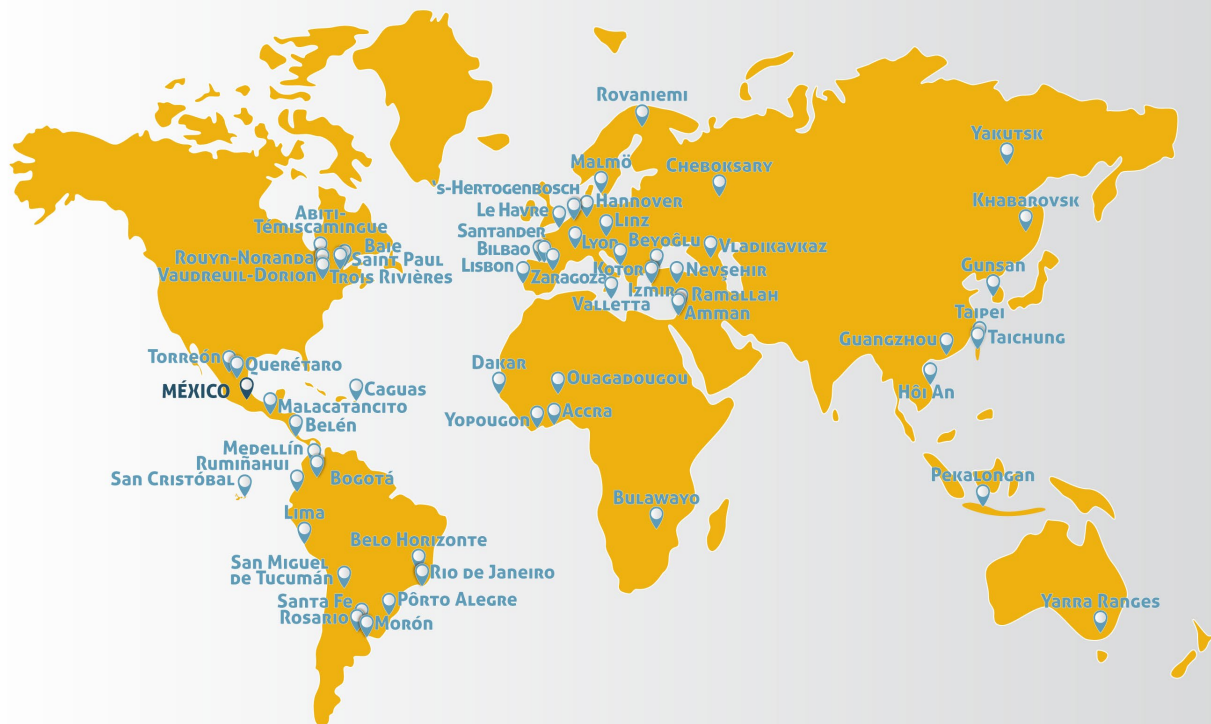 Rovaniemi
Yakutsk
Malmö
Cheboksary
's-Hertogenbosch
Hannover
Khabarovsk
Le Havre
Linz
Abiti-
Témiscamingue
Santander
Lyon
Beyoğlu
Vladikavkaz
Bilbao
Baie
Saint Paul
Rouyn-Noranda
Lisbon
Kotor
Nevşehir
Gunsan
Vaudreuil-Dorion
Trois Rivières
Zaragoza
Izmir
Ramallah
Valletta
Amman
Taipei
Guangzhou
Taichung
Torreón
Querétaro
Dakar
Ouagadougou
MÉXICO
Caguas
Hôi An
Malacatancito
Yopougon
Accra
Belén
Medellín
Rumiñahui
San Cristóbal
Bogotá
Pekalongan
Bulawayo
Lima
Belo Horizonte
San Miguel
de Tucumán
Rio de Janeiro
Santa Fe
Pôrto Alegre
Yarra Ranges
Rosario
Morón